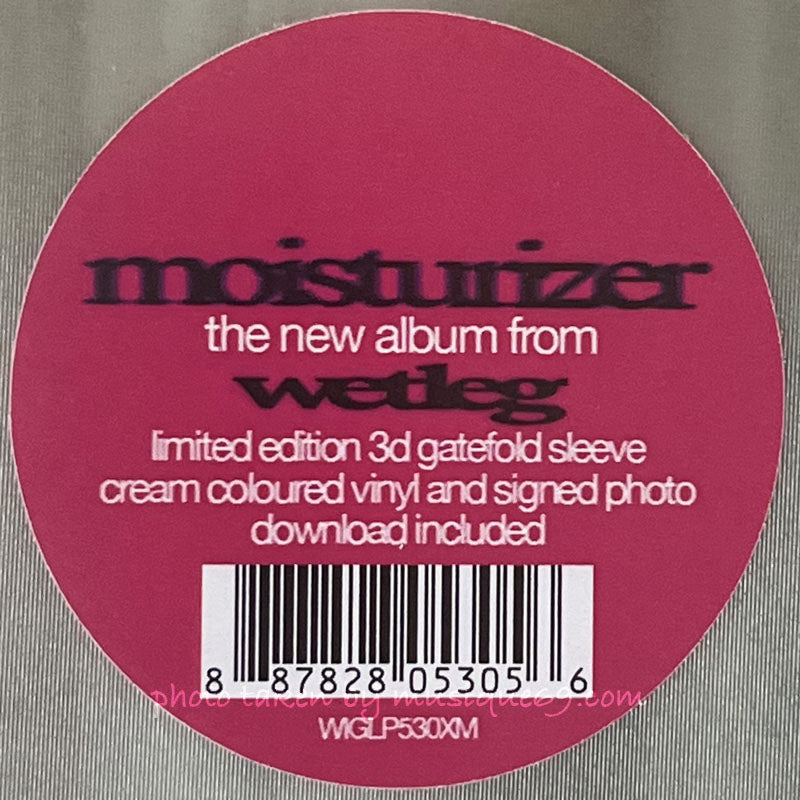 moisturizer
the new album from
wetleg
limited edition 3d gatefold sleeve
cream coloured vinyl and signed photo
download, included
8 87828 05305 6
photo taken by musique69.com
WIGLP530XM